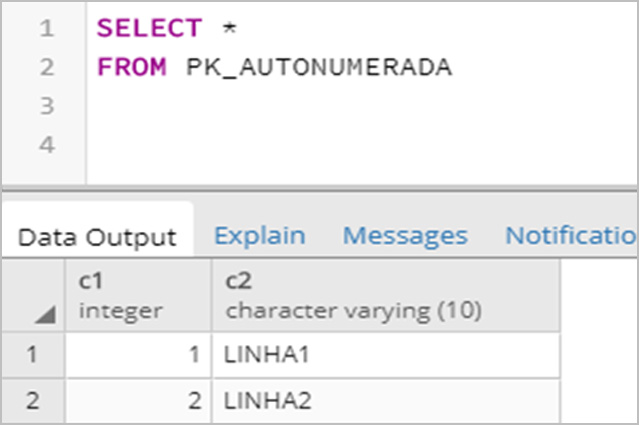 1 SELECT *
2 FROM PK_AUTONUMERADA
3
4
Data Output Explain Messages Notificatio
c1 c2
integer character varying (10)
1 1 LINHA1
2 2 LINHA2